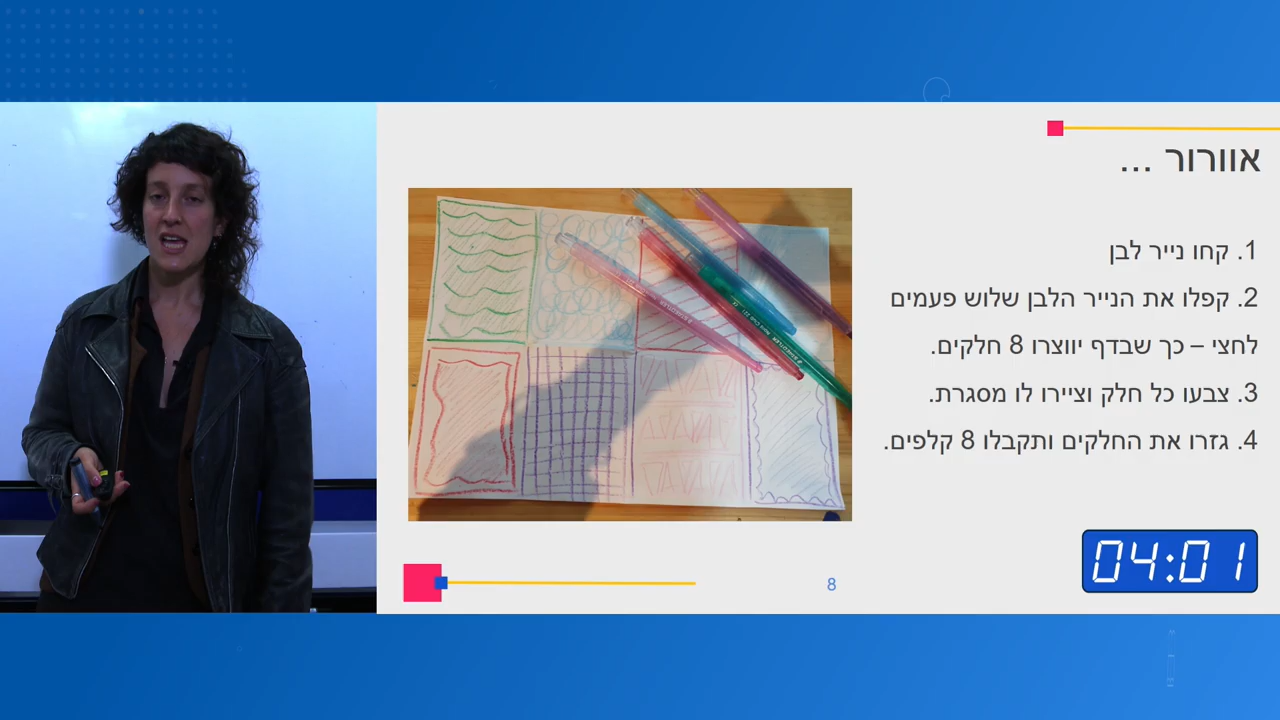 אוורור ...
1. קחו נייר לבן
2. קפלו את הנייר הלבן שלוש פעמים
לחצי – כך שבדף יווצרו 8 חלקים.
3. צבעו כל חלק וציירו לו מסגרת.
4. גזרו את החלקים ותקבלו 8 קלפים.
04:01
8